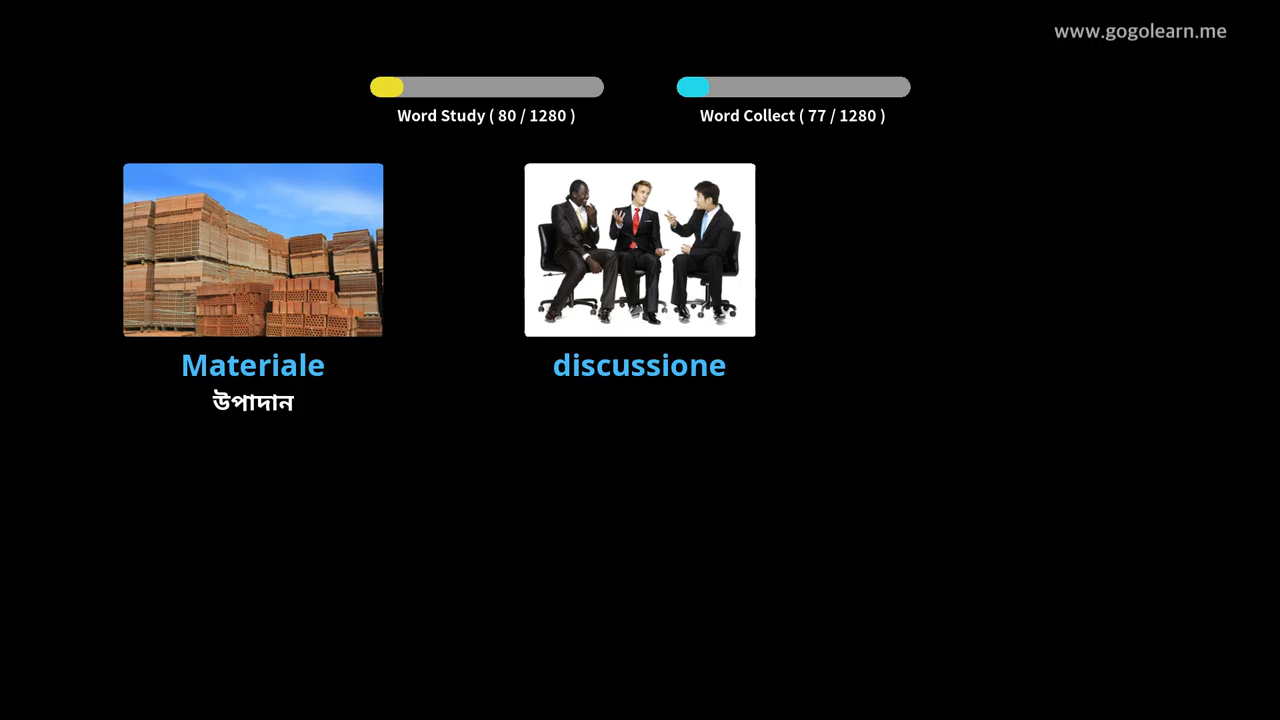 www.gogolearn.me
Word Study ( 80 / 1280 )
Word Collect ( 77 / 1280 )
Materiale
discussione
উপাদান